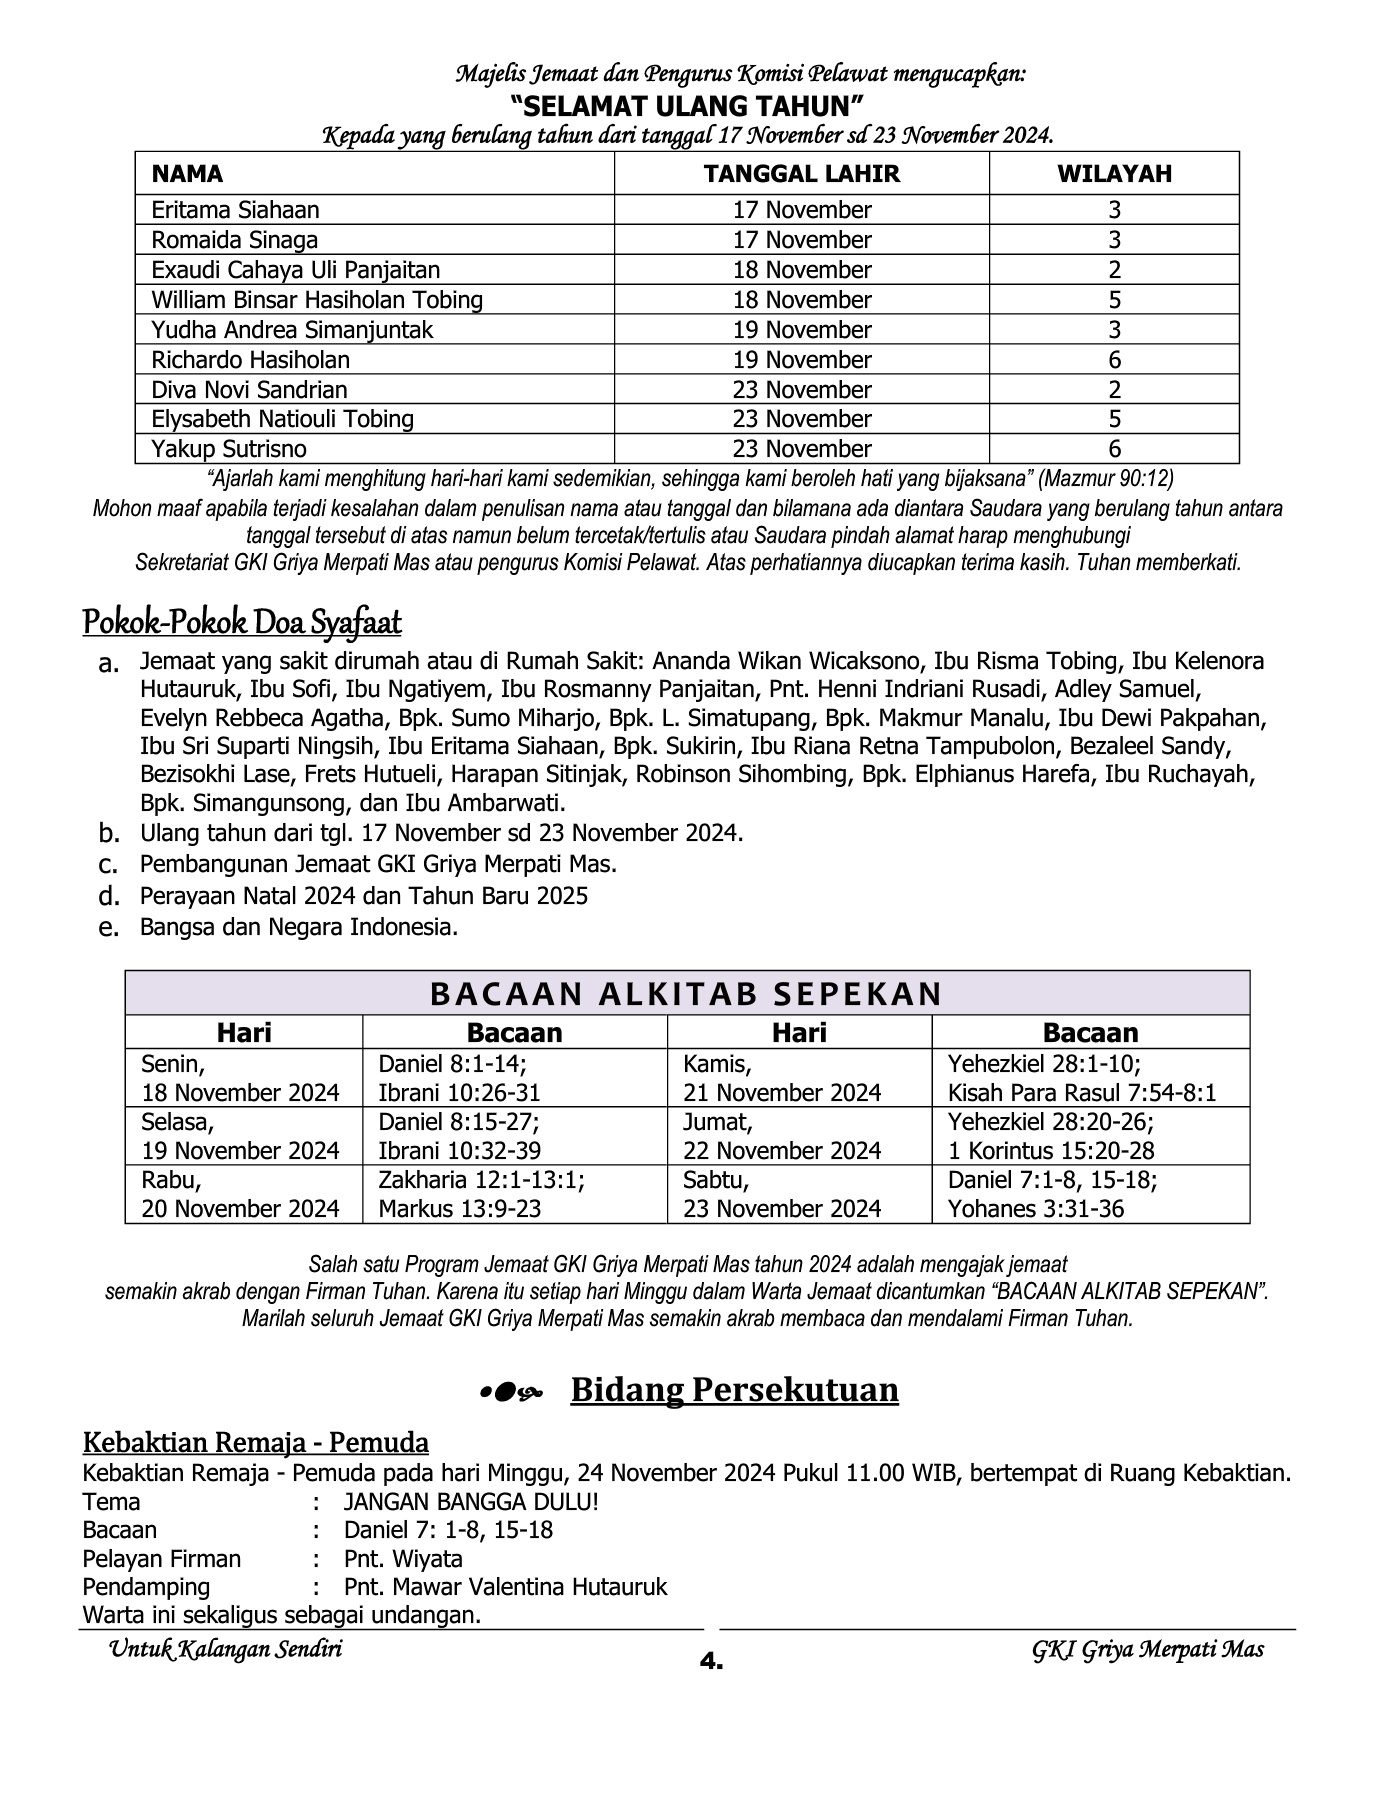 Majelis Jemaat dan Pengurus Komisi Pelawat mengucapkan:
“SELAMAT ULANG TAHUN”
Kepada yang berulang tahun dari tanggal 17 November sd 23 November 2024.
NAMA TANGGAL LAHIR WILAYAH
Eritama Siahaan 17 November 3
Romaida Sinaga 17 November 3
Exaudi Cahaya Uli Panjaitan 18 November 2
William Binsar Hasiholan Tobing 18 November 5
Yudha Andrea Simanjuntak 19 November 3
Richardo Hasiholan 19 November 6
Diva Novi Sandrian 23 November 2
Elysabeth Natiouli Tobing 23 November 5
Yakup Sutrisno 23 November 6
“Ajarlah kami menghitung hari-hari kami sedemikian, sehingga kami beroleh hati yang bijaksana” (Mazmur 90:12)
Mohon maaf apabila terjadi kesalahan dalam penulisan nama atau tanggal dan bilamana ada diantara Saudara yang berulang tahun antara
tanggal tersebut di atas namun belum tercetak/tertulis atau Saudara pindah alamat harap menghubungi
Sekretariat GKI Griya Merpati Mas atau pengurus Komisi Pelawat. Atas perhatiannya diucapkan terima kasih. Tuhan memberkati.
Pokok-Pokok Doa Syafaat
a. Jemaat yang sakit dirumah atau di Rumah Sakit: Ananda Wikan Wicaksono, Ibu Risma Tobing, Ibu Kelenora
Hutauruk, Ibu Sofi, Ibu Ngatiyem, Ibu Rosmanny Panjaitan, Pnt. Henni Indriani Rusadi, Adley Samuel,
Evelyn Rebbeca Agatha, Bpk. Sumo Miharjo, Bpk. L. Simatupang, Bpk. Makmur Manalu, Ibu Dewi Pakpahan,
Ibu Sri Suparti Ningsih, Ibu Eritama Siahaan, Bpk. Sukirin, Ibu Riana Retna Tampubolon, Bezaleel Sandy,
Bezisokhi Lase, Frets Hutueli, Harapan Sitinjak, Robinson Sihombing, Bpk. Elphianus Harefa, Ibu Ruchayah,
Bpk. Simangunsong, dan Ibu Ambarwati.
b. Ulang tahun dari tgl. 17 November sd 23 November 2024.
c. Pembangunan Jemaat GKI Griya Merpati Mas.
d. Perayaan Natal 2024 dan Tahun Baru 2025
e. Bangsa dan Negara Indonesia.
BACAAN ALKITAB SEPEKAN
Hari Bacaan Hari Bacaan
Senin, Daniel 8:1-14; Kamis, Yehezkiel 28:1-10;
18 November 2024 Ibrani 10:26-31 21 November 2024 Kisah Para Rasul 7:54-8:1
Selasa, Daniel 8:15-27; Jumat, Yehezkiel 28:20-26;
19 November 2024 Ibrani 10:32-39 22 November 2024 1 Korintus 15:20-28
Rabu, Zakharia 12:1-13:1; Sabtu, Daniel 7:1-8, 15-18;
20 November 2024 Markus 13:9-23 23 November 2024 Yohanes 3:31-36
Salah satu Program Jemaat GKI Griya Merpati Mas tahun 2024 adalah mengajak jemaat
semakin akrab dengan Firman Tuhan. Karena itu setiap hari Minggu dalam Warta Jemaat dicantumkan “BACAAN ALKITAB SEPEKAN”.
Marilah seluruh Jemaat GKI Griya Merpati Mas semakin akrab membaca dan mendalami Firman Tuhan.
Bidang Persekutuan
Kebaktian Remaja - Pemuda
Kebaktian Remaja - Pemuda pada hari Minggu, 24 November 2024 Pukul 11.00 WIB, bertempat di Ruang Kebaktian.
Tema : JANGAN BANGGA DULU!
Bacaan : Daniel 7: 1-8, 15-18
Pelayan Firman : Pnt. Wiyata
Pendamping : Pnt. Mawar Valentina Hutauruk
Warta ini sekaligus sebagai undangan.
Untuk Kalangan Sendiri 4. GKI Griya Merpati Mas